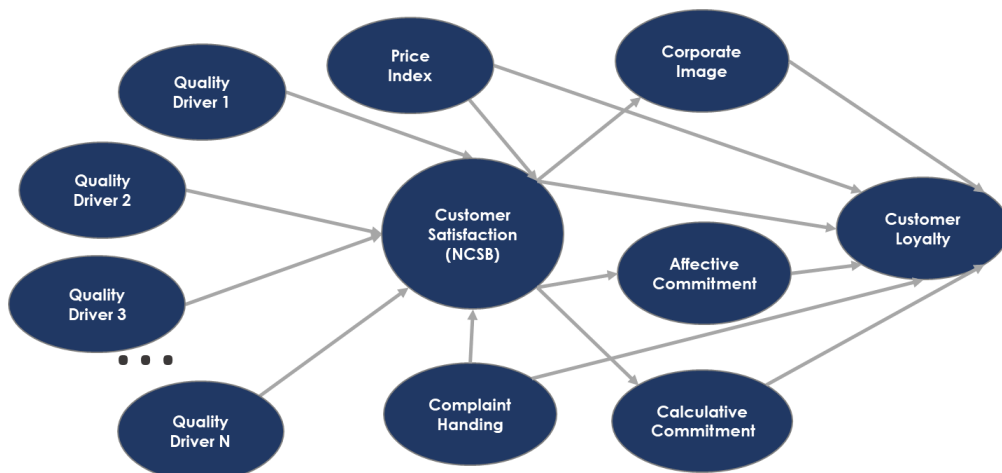 Price
Index
Corporate
Image
Quality
Driver 1
Quality
Driver 2
Customer
Satisfaction
(NCSB)
Customer
Loyalty
Affective
Commitment
Quality
Driver 3
...
Complaint
Handing
Calculative
Commitment
Quality
Driver N